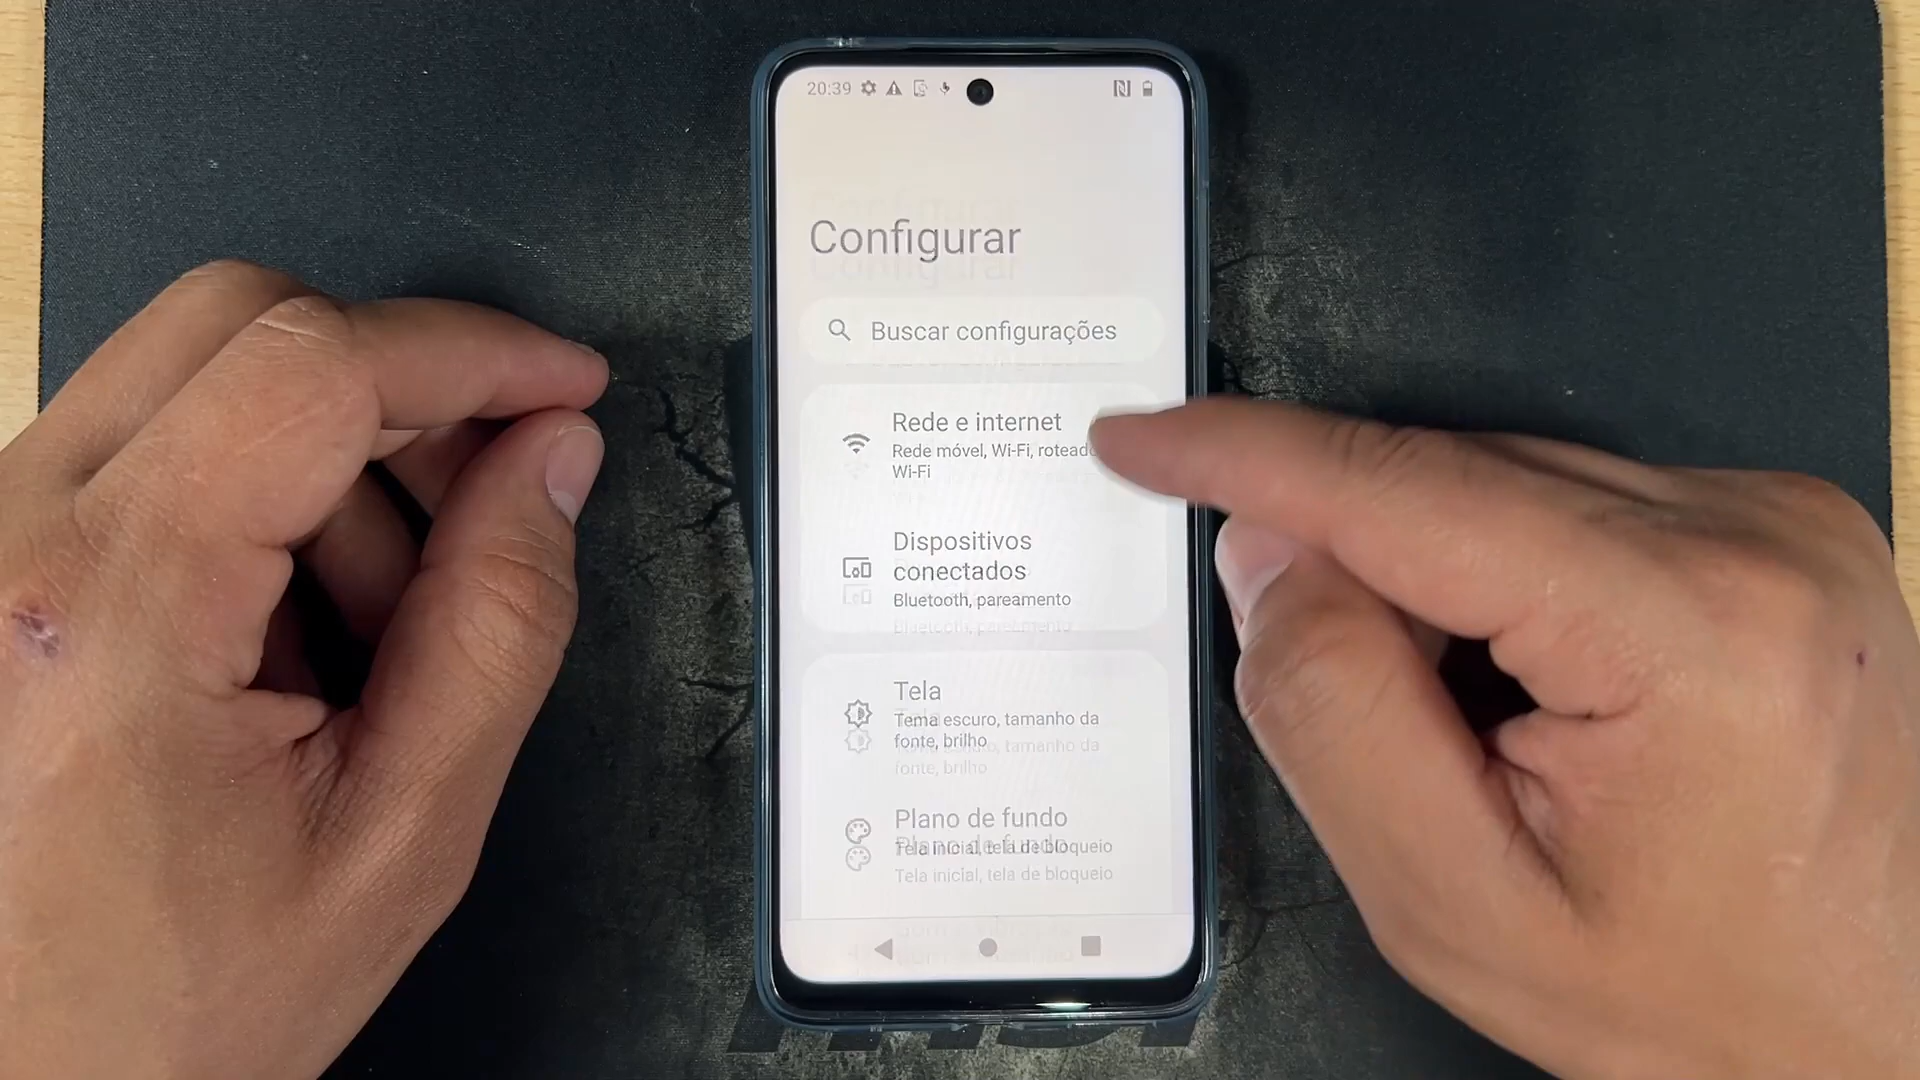 20:39
Configurar
Buscar configurações
Rede e internet
Rede móvel, Wi-Fi, roteado
Wi-Fi
Dispositivos
conectados
Bluetooth, pareamento
Tela
Tema escuro, tamanho da
fonte, brilho
Plano de fundo
Tela inicial, tela de bloqueio